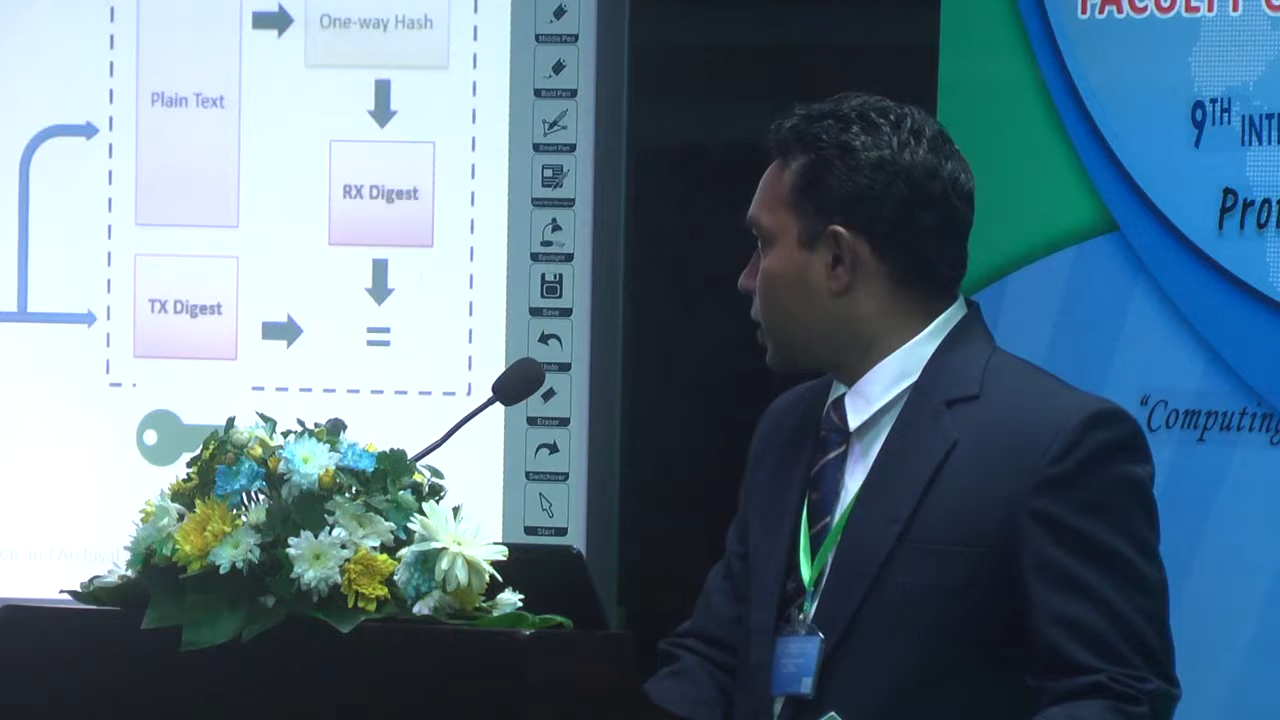 One-way Hash
Plain Text
RX Digest
TX Digest
=
Middle Pen
Bold Pen
Smart Pen
Spotlight
Save
Undo
Eraser
Switchover
Start
FACULTY
9TH INT
Pro
"Computing